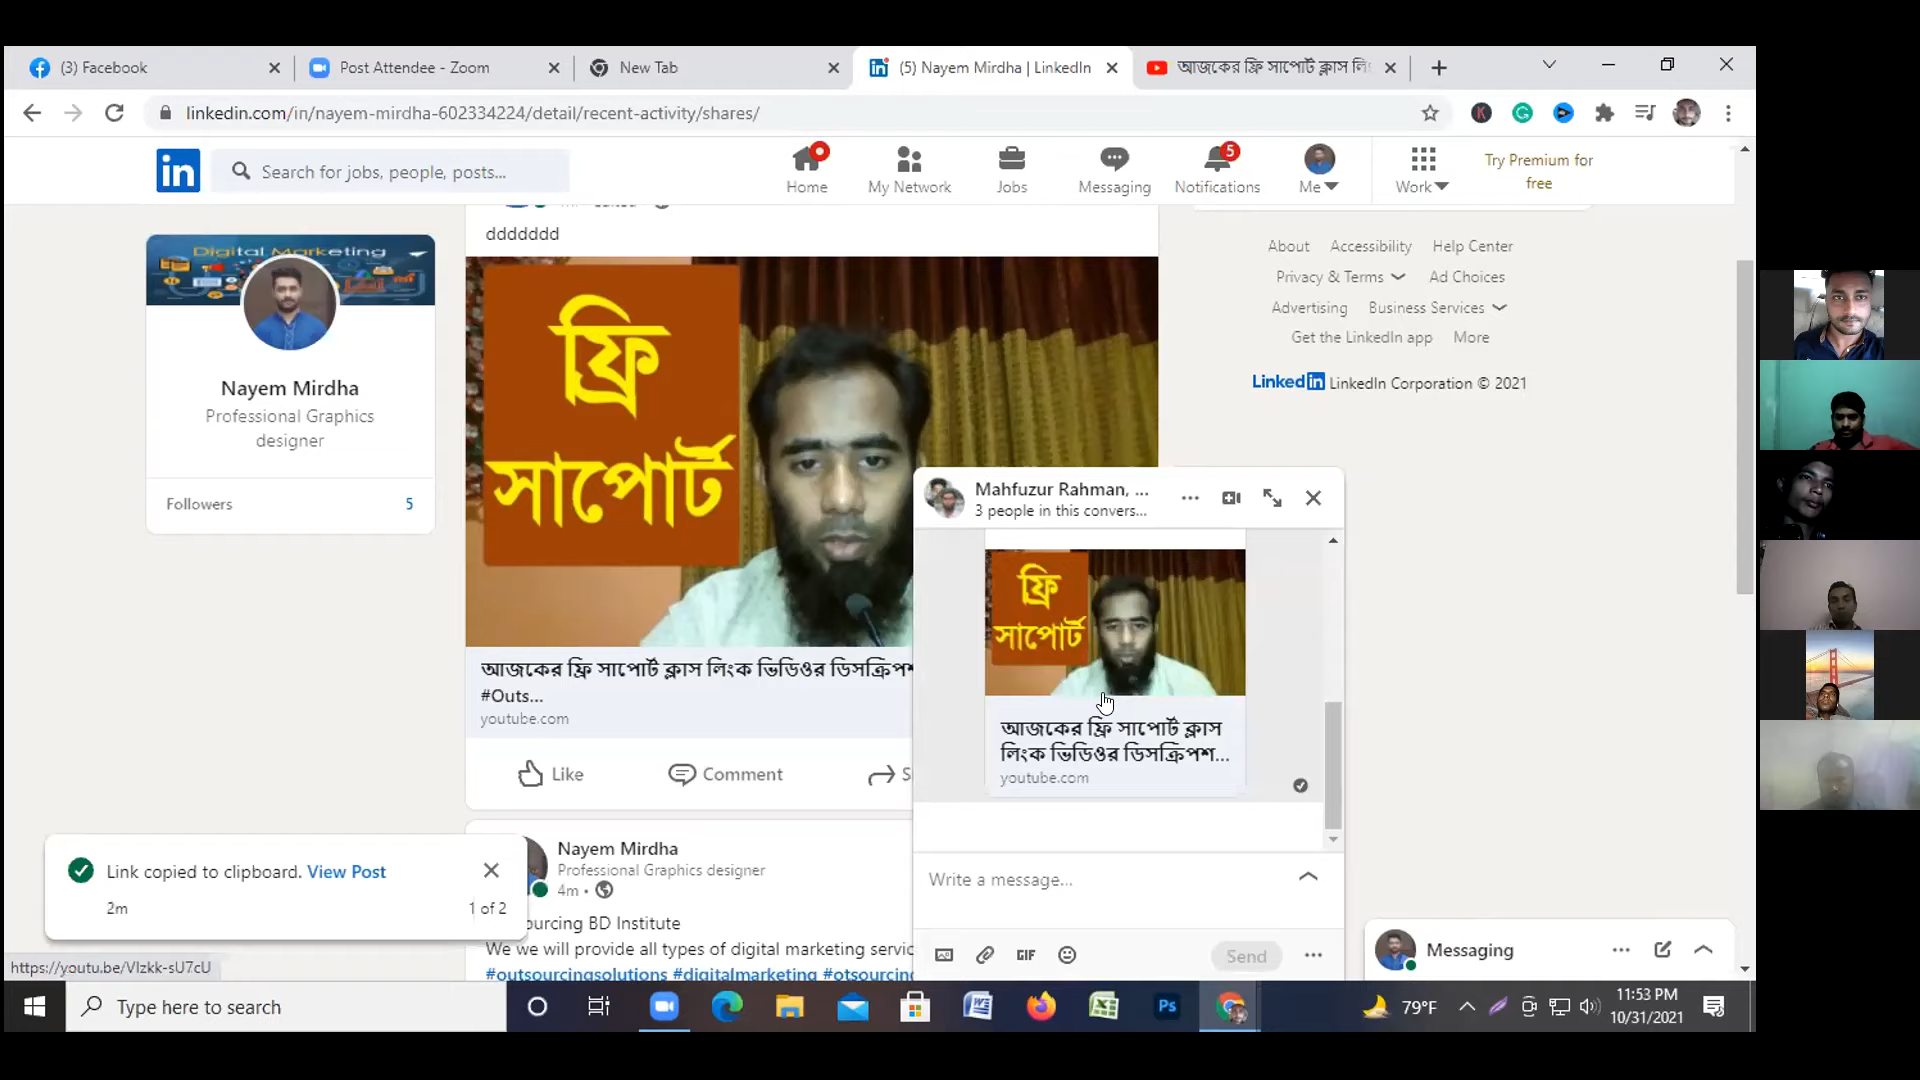 (3) Facebook
Post Attendee - Zoom
New Tab
(5) Nayem Mirdha | LinkedIn
আজকের ফ্রি সাপোর্ট ক্লাস লি
linkedin.com/in/nayem-mirdha-602334224/detail/recent-activity/shares/
in
Search for jobs, people, posts...
Home
My Network
Jobs
Messaging
5
Notifications
Me
Work
Try Premium for
free
Digital Marketing
Nayem Mirdha
Professional Graphics
designer
Followers
5
ddddddd
ফ্রি
সাপোর্ট
আজকের ফ্রি সাপোর্ট ক্লাস লিংক ভিডিওর ডিসক্রিপশ
#Outs...
youtube.com
Like
Comment
S
Nayem Mirdha
Professional Graphics designer
4m •
ourcing BD Institute
We we will provide all types of digital marketing servic
#outsourcingsolutions #digitalmarketing #otsourcing
About
Accessibility
Help Center
Privacy & Terms
Ad Choices
Advertising
Business Services
Get the LinkedIn app
More
Linkedin LinkedIn Corporation © 2021
Mahfuzur Rahman, ...
3 people in this convers...
ফ্রি
সাপোর্ট
আজকের ফ্রি সাপোর্ট ক্লাস
লিংক ভিডিওর ডিসক্রিপশ...
youtube.com
Write a message...
GIF
Send
Messaging
Link copied to clipboard. View Post
2m
1 of 2
https://youtu.be/VIzkk-sU7cU
Type here to search
Ps
79°F
11:53 PM
10/31/2021